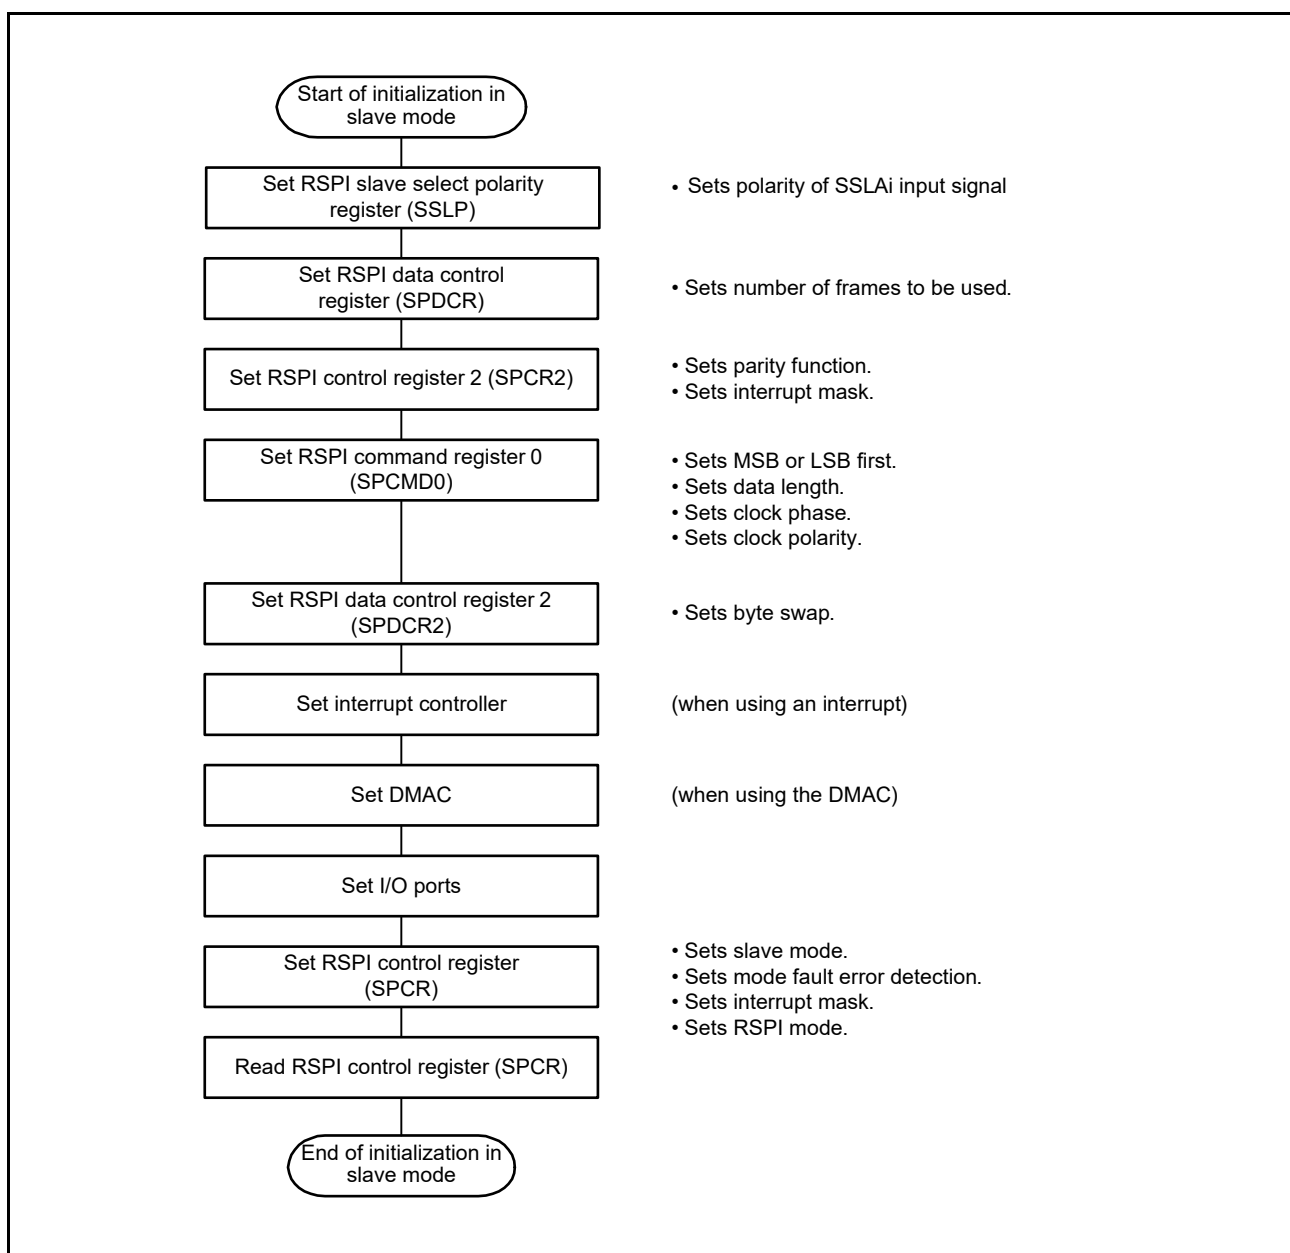 Start of initialization in
slave mode
Set RSPI slave select polarity
register (SSLP)
• Sets polarity of SSLAi input signal
Set RSPI data control
register (SPDCR)
• Sets number of frames to be used.
Set RSPI control register 2 (SPCR2)
• Sets parity function.
• Sets interrupt mask.
Set RSPI command register 0
(SPCMD0)
• Sets MSB or LSB first.
• Sets data length.
• Sets clock phase.
• Sets clock polarity.
Set RSPI data control register 2
(SPDCR2)
• Sets byte swap.
Set interrupt controller
(when using an interrupt)
Set DMAC
(when using the DMAC)
Set I/O ports
Set RSPI control register
(SPCR)
• Sets slave mode.
• Sets mode fault error detection.
• Sets interrupt mask.
• Sets RSPI mode.
Read RSPI control register (SPCR)
End of initialization in
slave mode